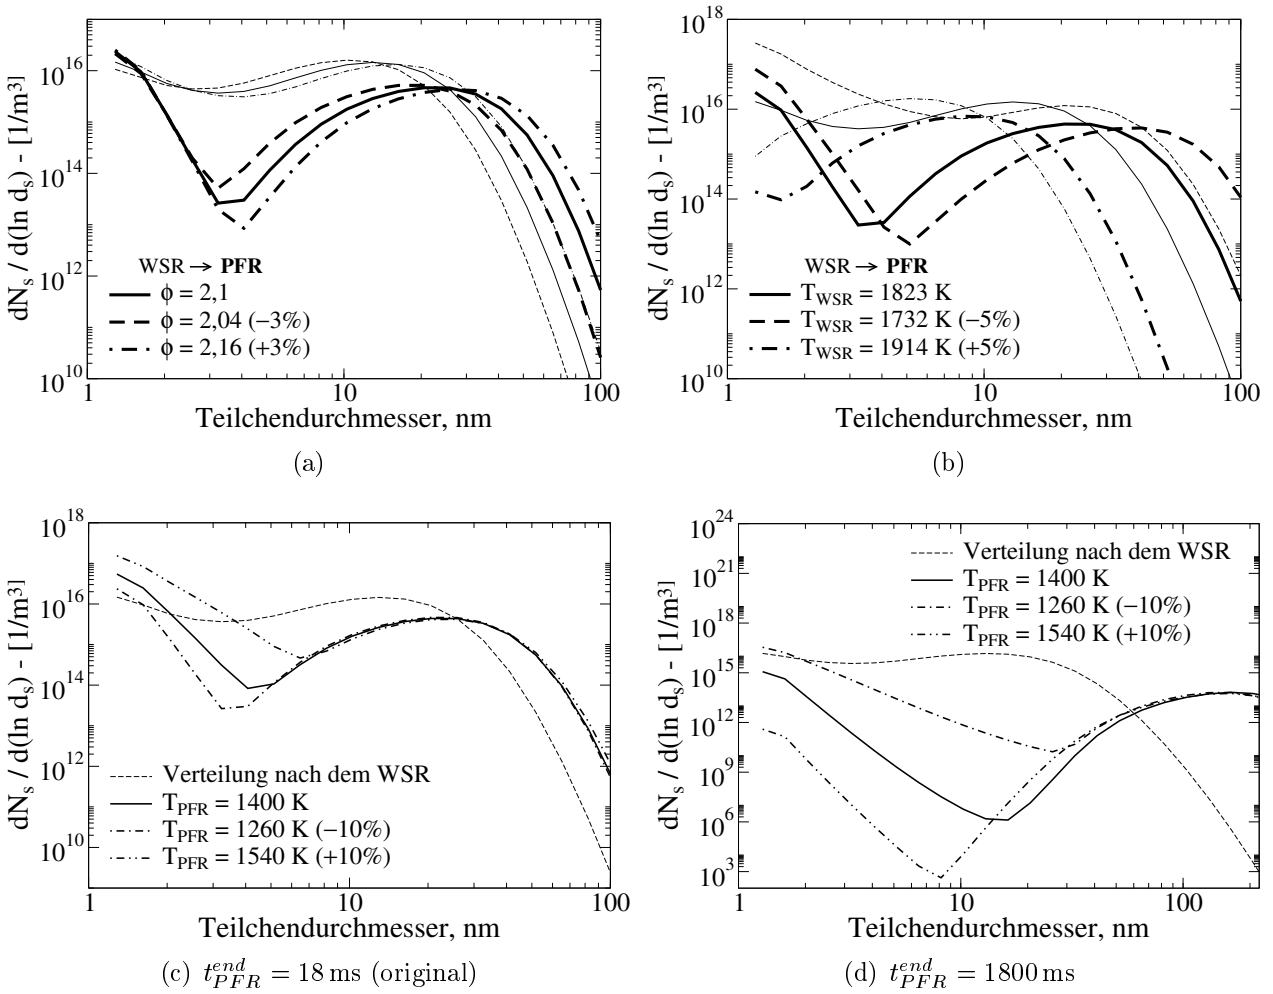 dN_s / d(ln d_s) - [1/m³]
10^16
10^14
10^12
10^10
WSR → PFR
ϕ = 2,1
ϕ = 2,04 (−3%)
ϕ = 2,16 (+3%)
1 10 100
Teilchendurchmesser, nm
(a)
dN_s / d(ln d_s) - [1/m³]
10^18
10^16
10^14
10^12
10^10
WSR → PFR
T_WSR = 1823 K
T_WSR = 1732 K (−5%)
T_WSR = 1914 K (+5%)
1 10 100
Teilchendurchmesser, nm
(b)
dN_s / d(ln d_s) - [1/m³]
10^18
10^16
10^14
10^12
10^10
Verteilung nach dem WSR
T_PFR = 1400 K
T_PFR = 1260 K (−10%)
T_PFR = 1540 K (+10%)
1 10 100
Teilchendurchmesser, nm
(c) t_PFR^end = 18 ms (original)
dN_s / d(ln d_s) - [1/m³]
10^24
10^21
10^18
10^15
10^12
10^9
10^6
10^3
Verteilung nach dem WSR
T_PFR = 1400 K
T_PFR = 1260 K (−10%)
T_PFR = 1540 K (+10%)
1 10 100
Teilchendurchmesser, nm
(d) t_PFR^end = 1800 ms